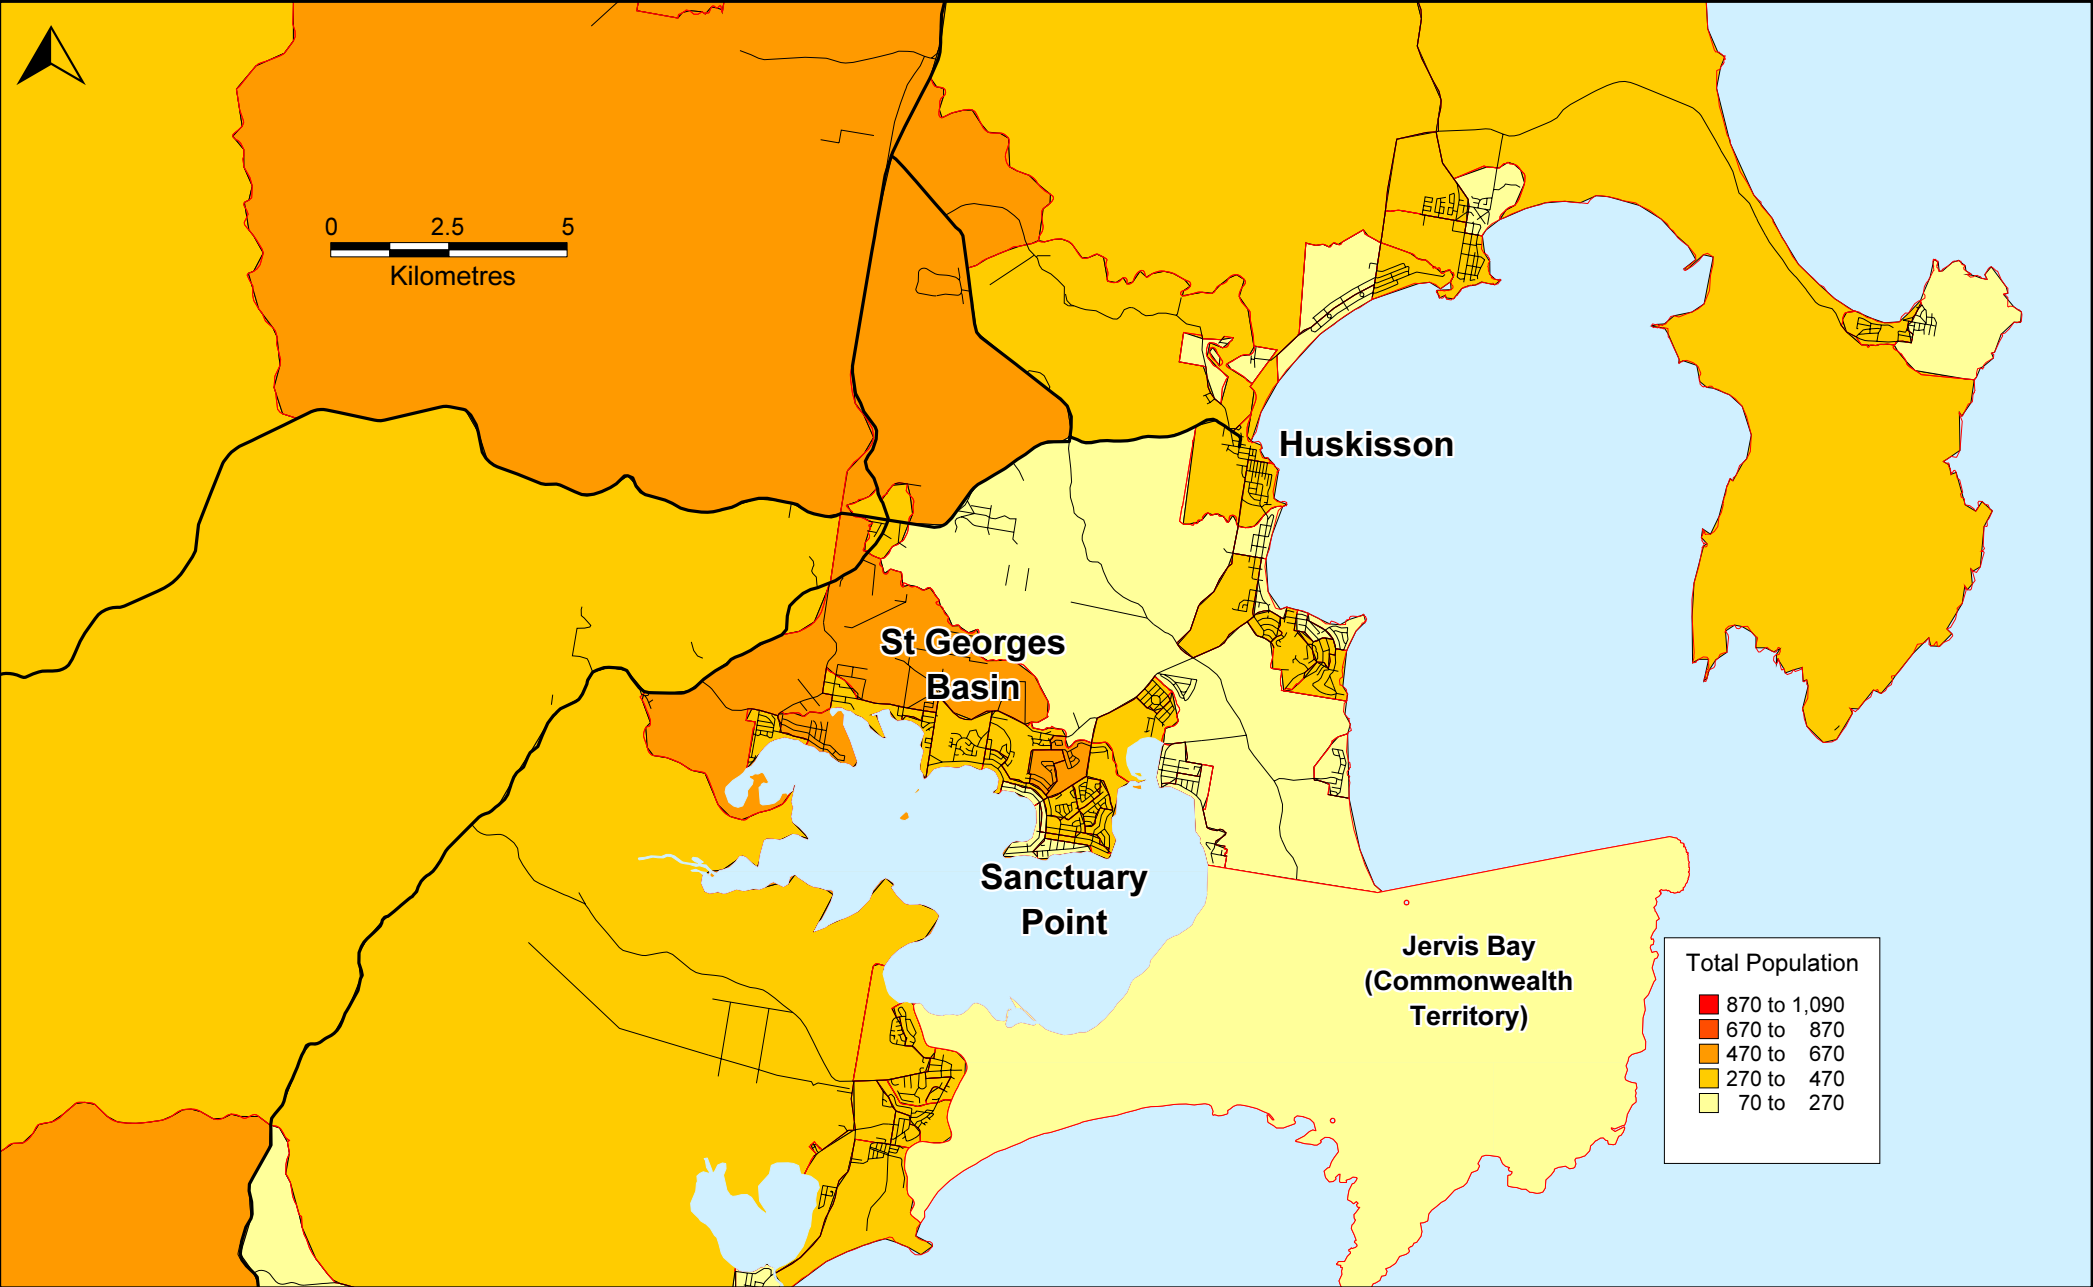 0 2.5 5
Kilometres
Huskisson
St Georges
Basin
Sanctuary
Point
Jervis Bay
(Commonwealth
Territory)
Total Population
870 to 1,090
670 to 870
470 to 670
270 to 470
70 to 270